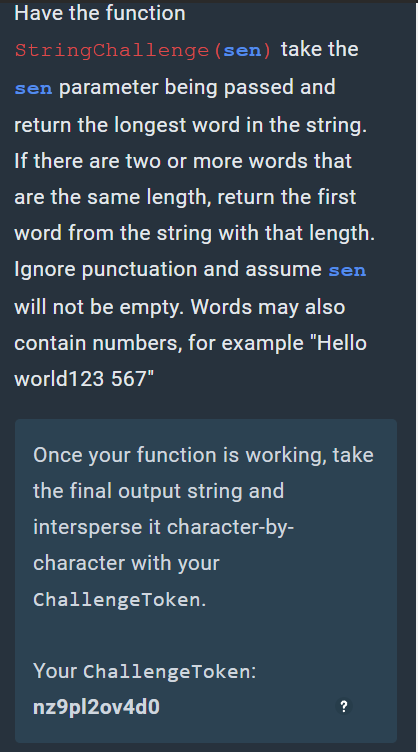 Have the function
StringChallenge(sen) take the
sen parameter being passed and
return the longest word in the string.
If there are two or more words that
are the same length, return the first
word from the string with that length.
Ignore punctuation and assume sen
will not be empty. Words may also
contain numbers, for example "Hello
world123 567"
Once your function is working, take
the final output string and
intersperse it character-by-
character with your
ChallengeToken.
Your ChallengeToken:
nz9pl2ov4d0
?